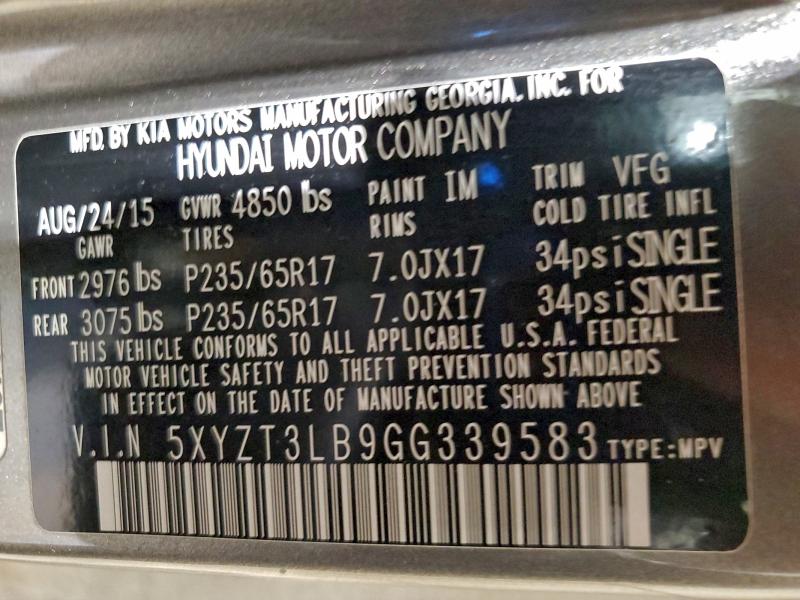 MFD. BY KIA MOTORS MANUFACTURING GEORGIA. INC. FOR
HYUNDAI MOTOR COMPANY
AUG/24/15 GVWR 4850 lbs PAINT IM TRIM VFG
GAWR TIRES RIMS COLD TIRE INFL
FRONT 2976 lbs P235/65R17 7.0JX17 34psi SINGLE
REAR 3075 lbs P235/65R17 7.0JX17 34psi SINGLE
THIS VEHICLE CONFORMS TO ALL APPLICABLE U.S.A. FEDERAL
MOTOR VEHICLE SAFETY AND THEFT PREVENTION STANDARDS
IN EFFECT ON THE DATE OF MANUFACTURE SHOWN ABOVE
V.I.N 5XYZT3LB9GG339583 TYPE:MPV